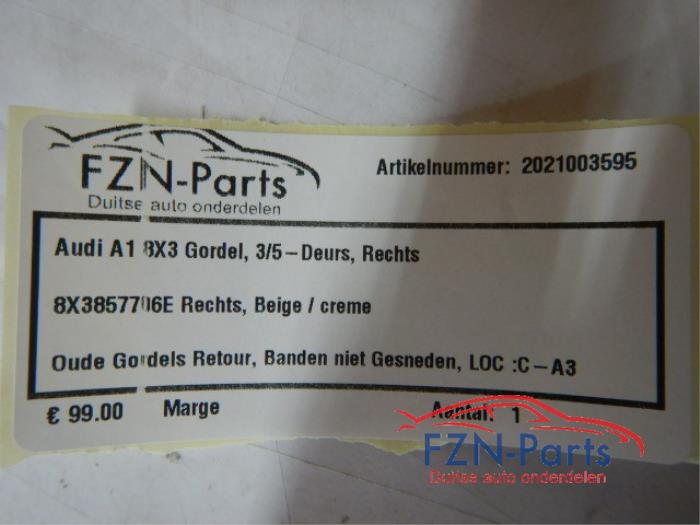 FZN-Parts
Duitse auto onderdelen
Artikelnummer: 2021003595
Audi A1 8X3 Gordel, 3/5-Deurs, Rechts
8X3857706E Rechts, Beige / creme
Oude Gordels Retour, Banden niet Gesneden, LOC :C-A3
€ 99.00 Marge Aantal: 1
FZN-Parts
Duitse auto onderdelen